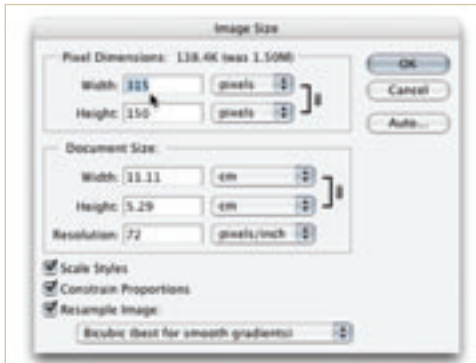 Image Size
Pixel Dimensions: 138.4K (was 1.50M)
Width: 315 pixels
Height: 150 pixels
Document Size:
Width: 11.11 cm
Height: 5.29 cm
Resolution: 72 pixels/inch
Scale Styles
Constrain Proportions
Resample Image:
Bicubic (best for smooth gradients)
OK
Cancel
Auto...